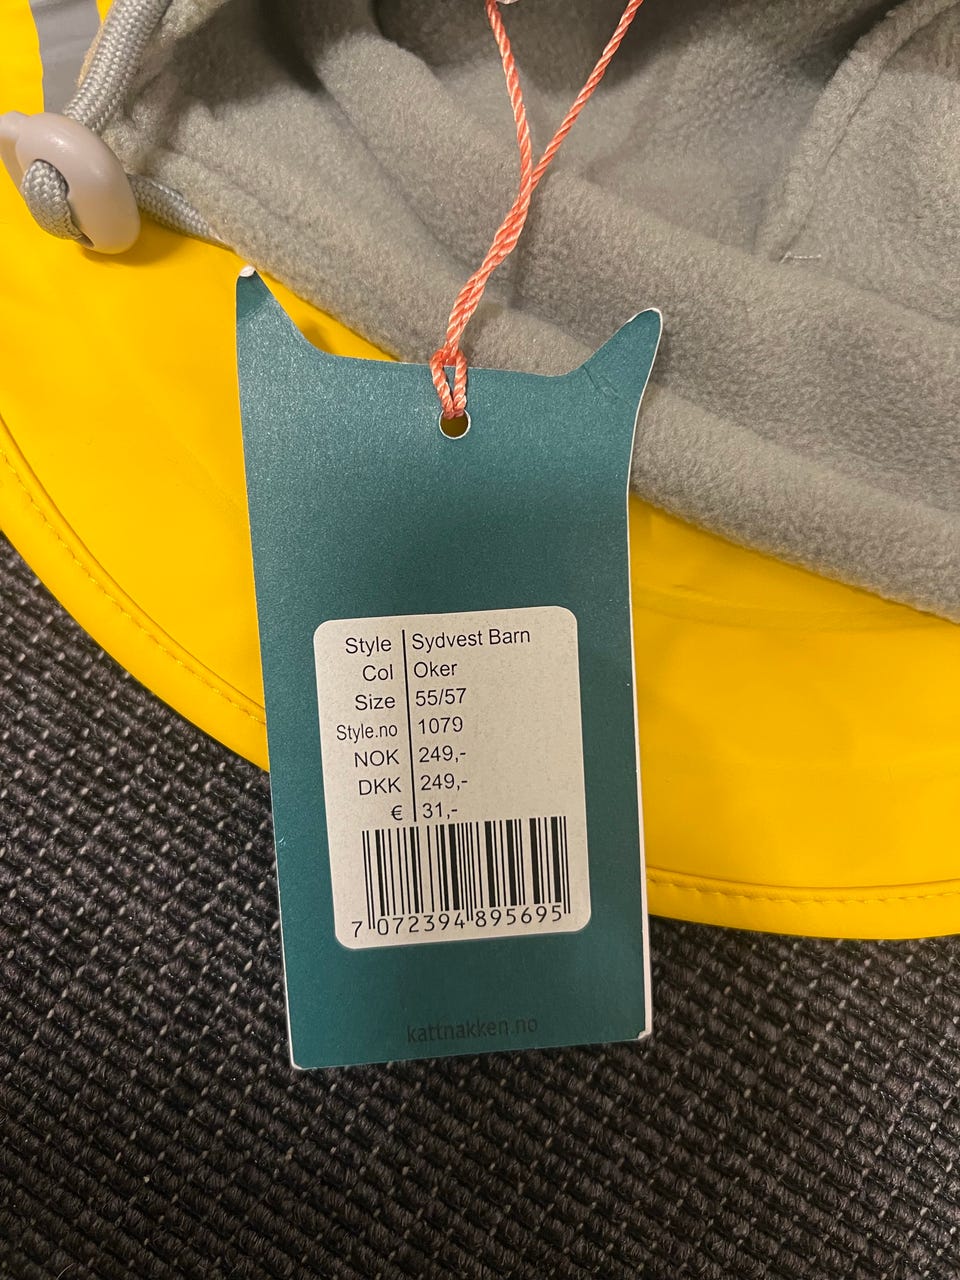 Style Sydvest Barn
Col Oker
Size 55/57
Style.no 1079
NOK 249,-
DKK 249,-
€ 31,-
7 072394 895695
kattnakken.no